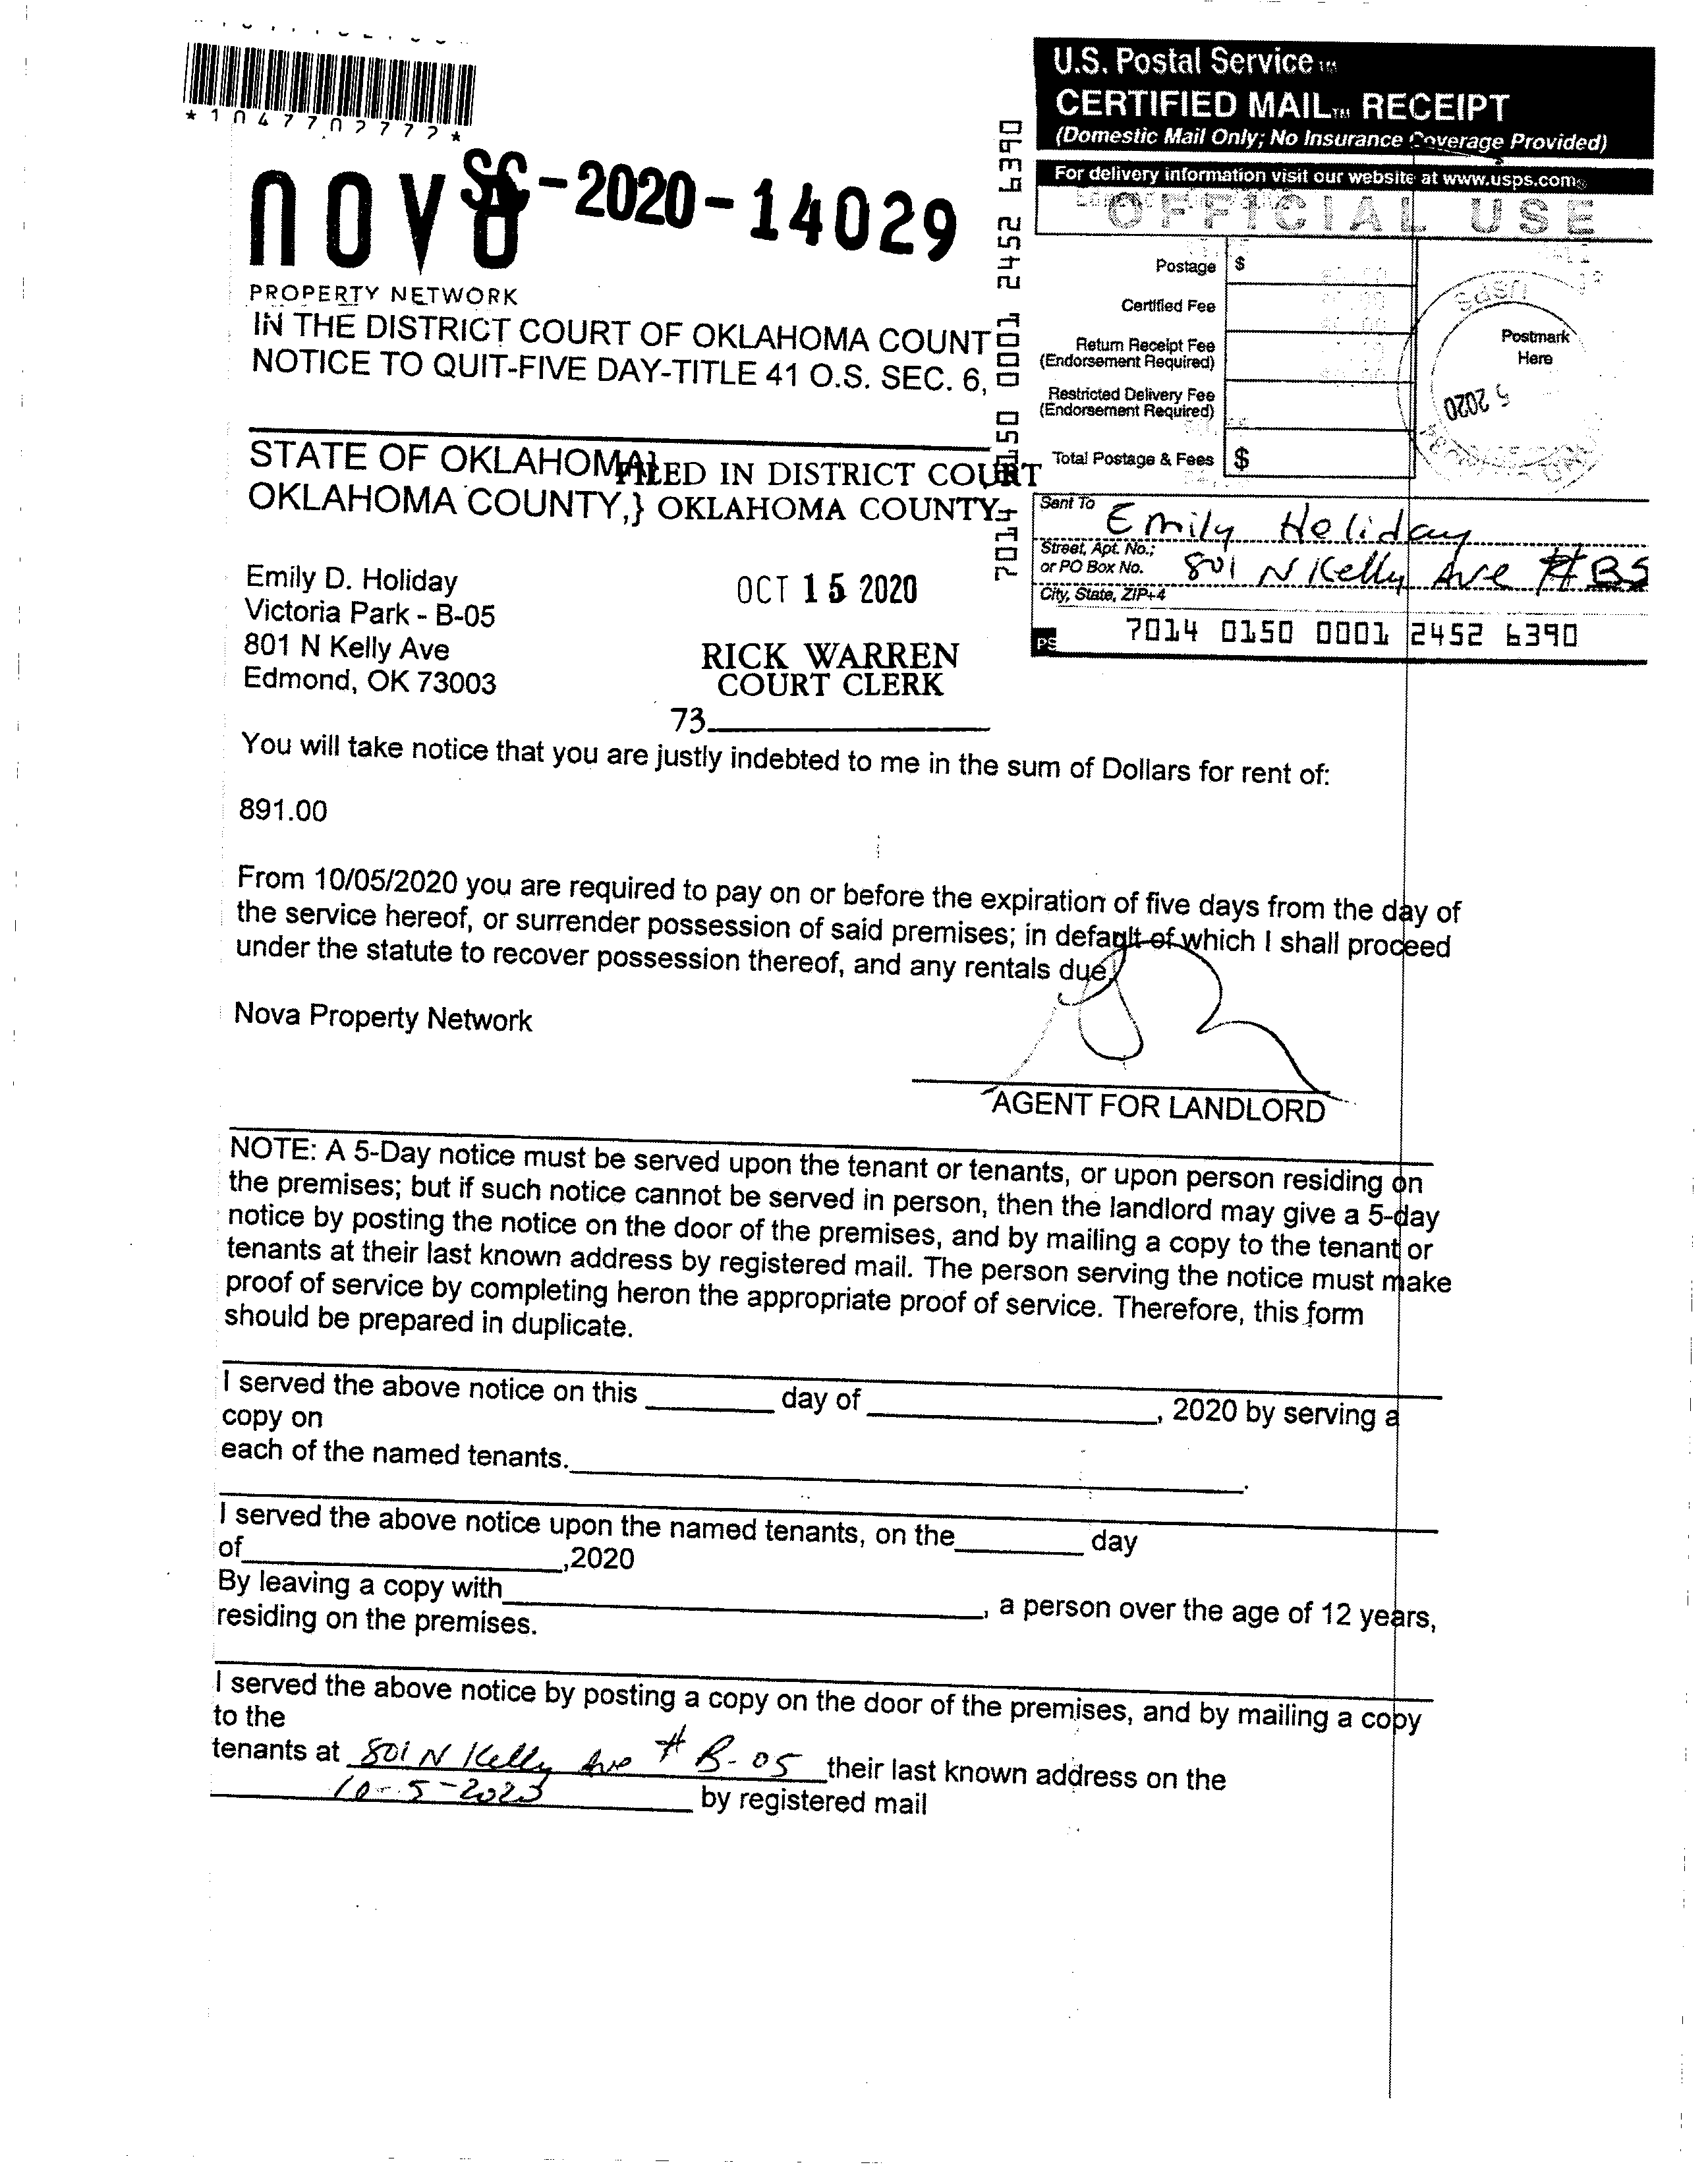 *1047702772*
nova
SC-2020-14029
PROPERTY NETWORK
IN THE DISTRICT COURT OF OKLAHOMA COUNT
NOTICE TO QUIT-FIVE DAY-TITLE 41 O.S. SEC. 6,
7014 0150 0001 2452 6390
U.S. Postal Service™
CERTIFIED MAIL™ RECEIPT
(Domestic Mail Only; No Insurance Coverage Provided)
For delivery information visit our website at www.usps.com®
OFFICIAL USE
Postage $
Certified Fee
Return Receipt Fee
(Endorsement Required)
Restricted Delivery Fee
(Endorsement Required)
Total Postage & Fees $
Postmark
Here
USPS
5 2020
Sent To Emily Holiday
Street, Apt. No.;
or PO Box No. 801 N Kelly Ave #B5
City, State, ZIP+4
PS
7014 0150 0001 2452 6390
STATE OF OKLAHOMA}
OKLAHOMA COUNTY,}
FILED IN DISTRICT COURT
OKLAHOMA COUNTY
OCT 15 2020
RICK WARREN
COURT CLERK
73
Emily D. Holiday
Victoria Park - B-05
801 N Kelly Ave
Edmond, OK 73003
You will take notice that you are justly indebted to me in the sum of Dollars for rent of:
891.00
From 10/05/2020 you are required to pay on or before the expiration of five days from the day of
the service hereof, or surrender possession of said premises; in default of which I shall proceed
under the statute to recover possession thereof, and any rentals due.
Nova Property Network
AGENT FOR LANDLORD
NOTE: A 5-Day notice must be served upon the tenant or tenants, or upon person residing on
the premises; but if such notice cannot be served in person, then the landlord may give a 5-day
notice by posting the notice on the door of the premises, and by mailing a copy to the tenant or
tenants at their last known address by registered mail. The person serving the notice must make
proof of service by completing heron the appropriate proof of service. Therefore, this form
should be prepared in duplicate.
I served the above notice on this ________ day of ________, 2020 by serving a
copy on
each of the named tenants.________.
I served the above notice upon the named tenants, on the________ day
of________,2020
By leaving a copy with________, a person over the age of 12 years,
residing on the premises.
I served the above notice by posting a copy on the door of the premises, and by mailing a copy
to the
tenants at 801 N Kelly Ave # B-05 their last known address on the
10-5-2020 by registered mail